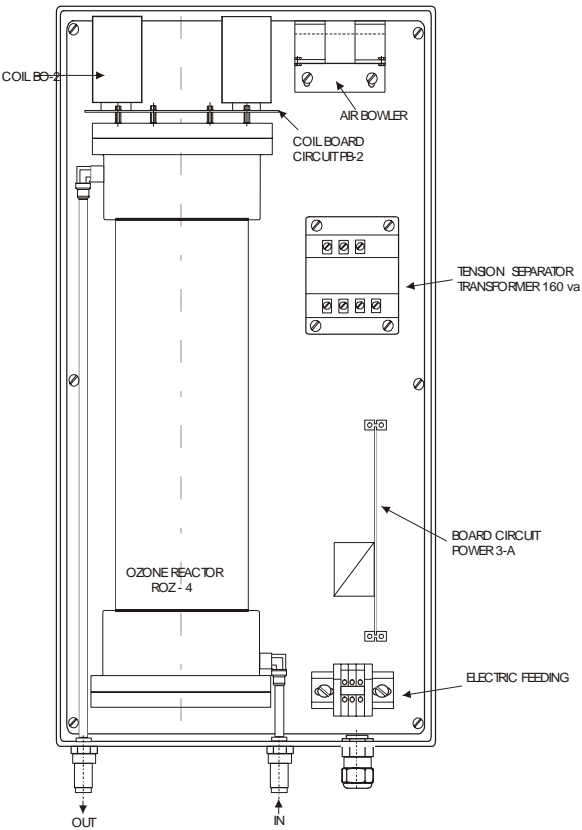 COIL BO-2
AIR BOWLER
COIL BOARD
CIRCUIT PB-2
TENSION SEPARATOR
TRANSFORMER 160 va
BOARD CIRCUIT
POWER 3-A
OZONE REACTOR
ROZ - 4
ELECTRIC FEEDING
OUT
IN